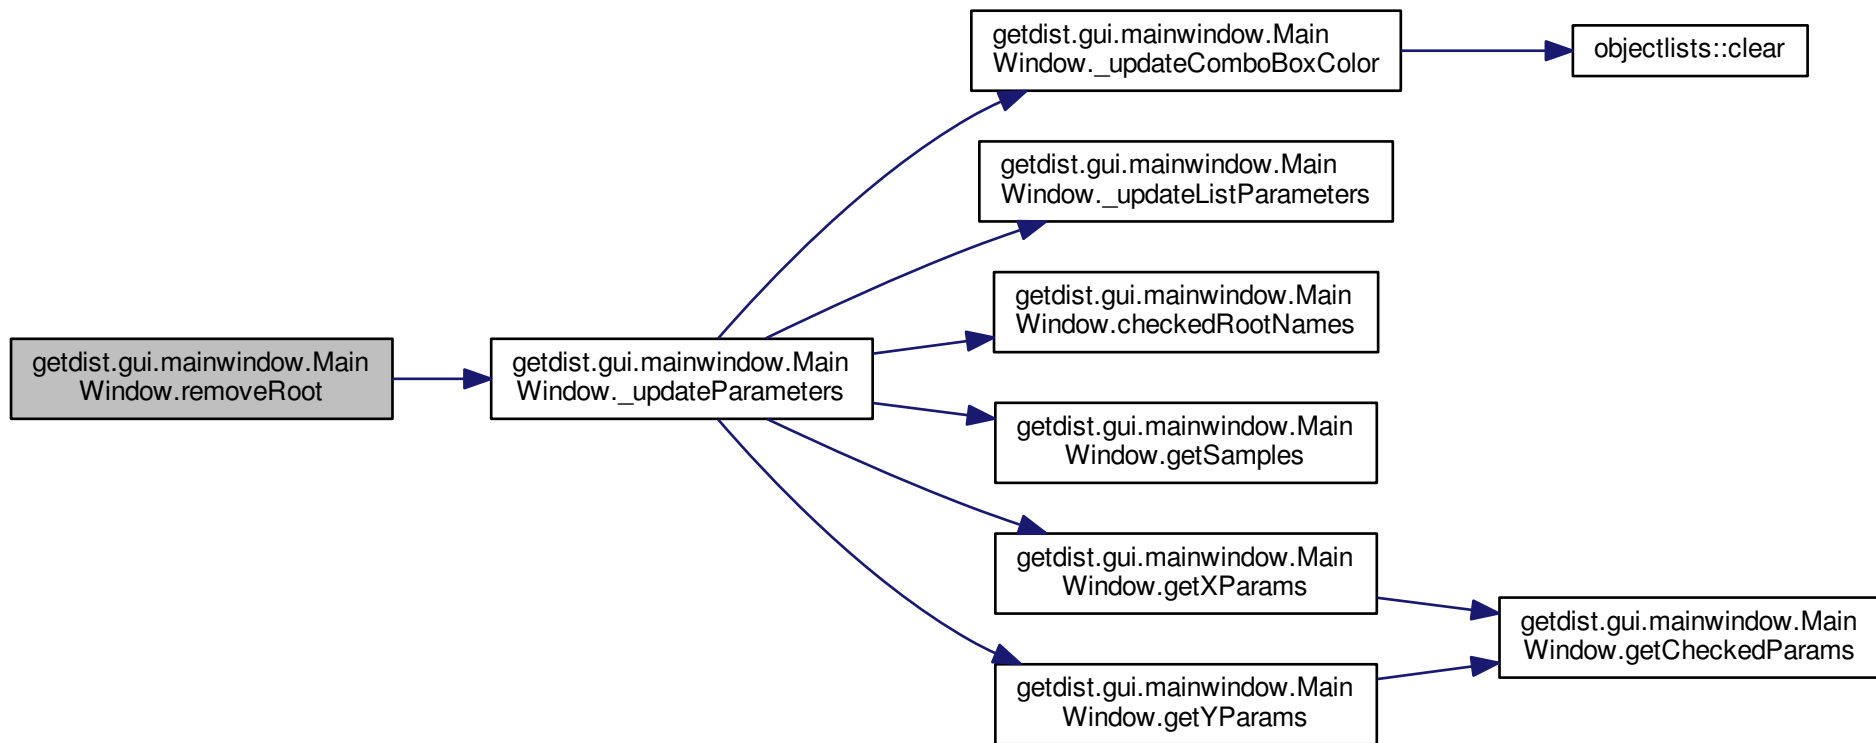 getdist.gui.mainwindow.Main
Window.removeRoot
getdist.gui.mainwindow.Main
Window._updateParameters
getdist.gui.mainwindow.Main
Window._updateComboBoxColor
objectlists::clear
getdist.gui.mainwindow.Main
Window._updateListParameters
getdist.gui.mainwindow.Main
Window.checkedRootNames
getdist.gui.mainwindow.Main
Window.getSamples
getdist.gui.mainwindow.Main
Window.getXParams
getdist.gui.mainwindow.Main
Window.getYParams
getdist.gui.mainwindow.Main
Window.getCheckedParams